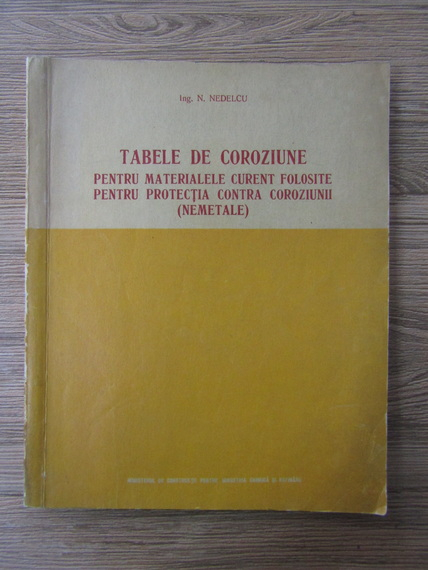 Ing. N. NEDELCU
TABELE DE COROZIUNE
PENTRU MATERIALELE CURENT FOLOSITE
PENTRU PROTECȚIA CONTRA COROZIUNII
(NEMETALE)